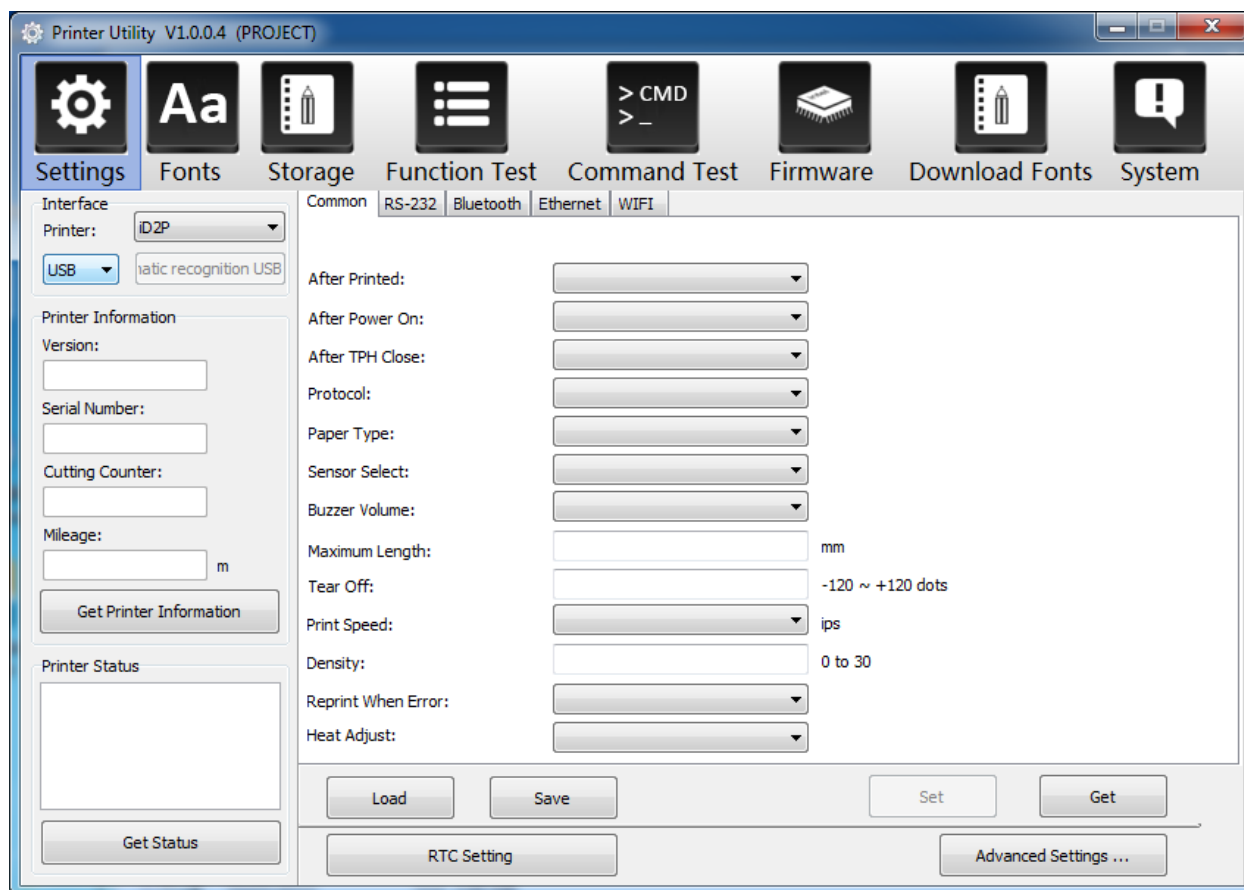 Printer Utility V1.0.0.4 (PROJECT)
Aa
> CMD
>_
Settings Fonts Storage Function Test Command Test Firmware Download Fonts System
Interface
Printer: iD2P
USB natic recognition USB
Printer Information
Version:
Serial Number:
Cutting Counter:
Mileage:
m
Get Printer Information
Printer Status
Get Status
Common RS-232 Bluetooth Ethernet WIFI
After Printed:
After Power On:
After TPH Close:
Protocol:
Paper Type:
Sensor Select:
Buzzer Volume:
Maximum Length: mm
Tear Off: -120 ~ +120 dots
Print Speed: ips
Density: 0 to 30
Reprint When Error:
Heat Adjust:
Load Save Set Get
RTC Setting Advanced Settings ...